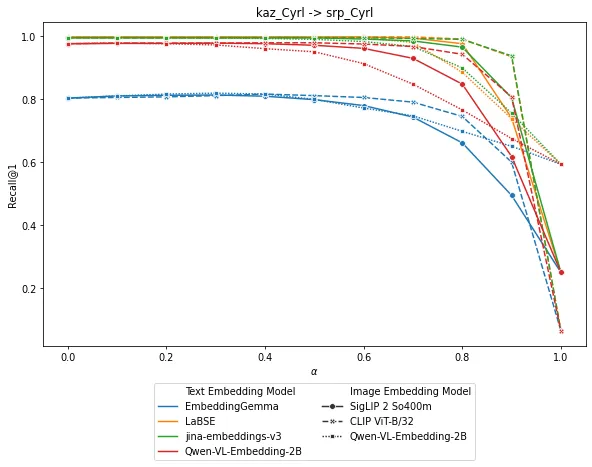 kaz_Cyrl -> srp_Cyrl
Recall@1
1.0
0.8
0.6
0.4
0.2
0.0 0.2 0.4 0.6 0.8 1.0
α
Text Embedding Model
EmbeddingGemma
LaBSE
jina-embeddings-v3
Qwen-VL-Embedding-2B
Image Embedding Model
SigLIP 2 So400m
CLIP ViT-B/32
Qwen-VL-Embedding-2B